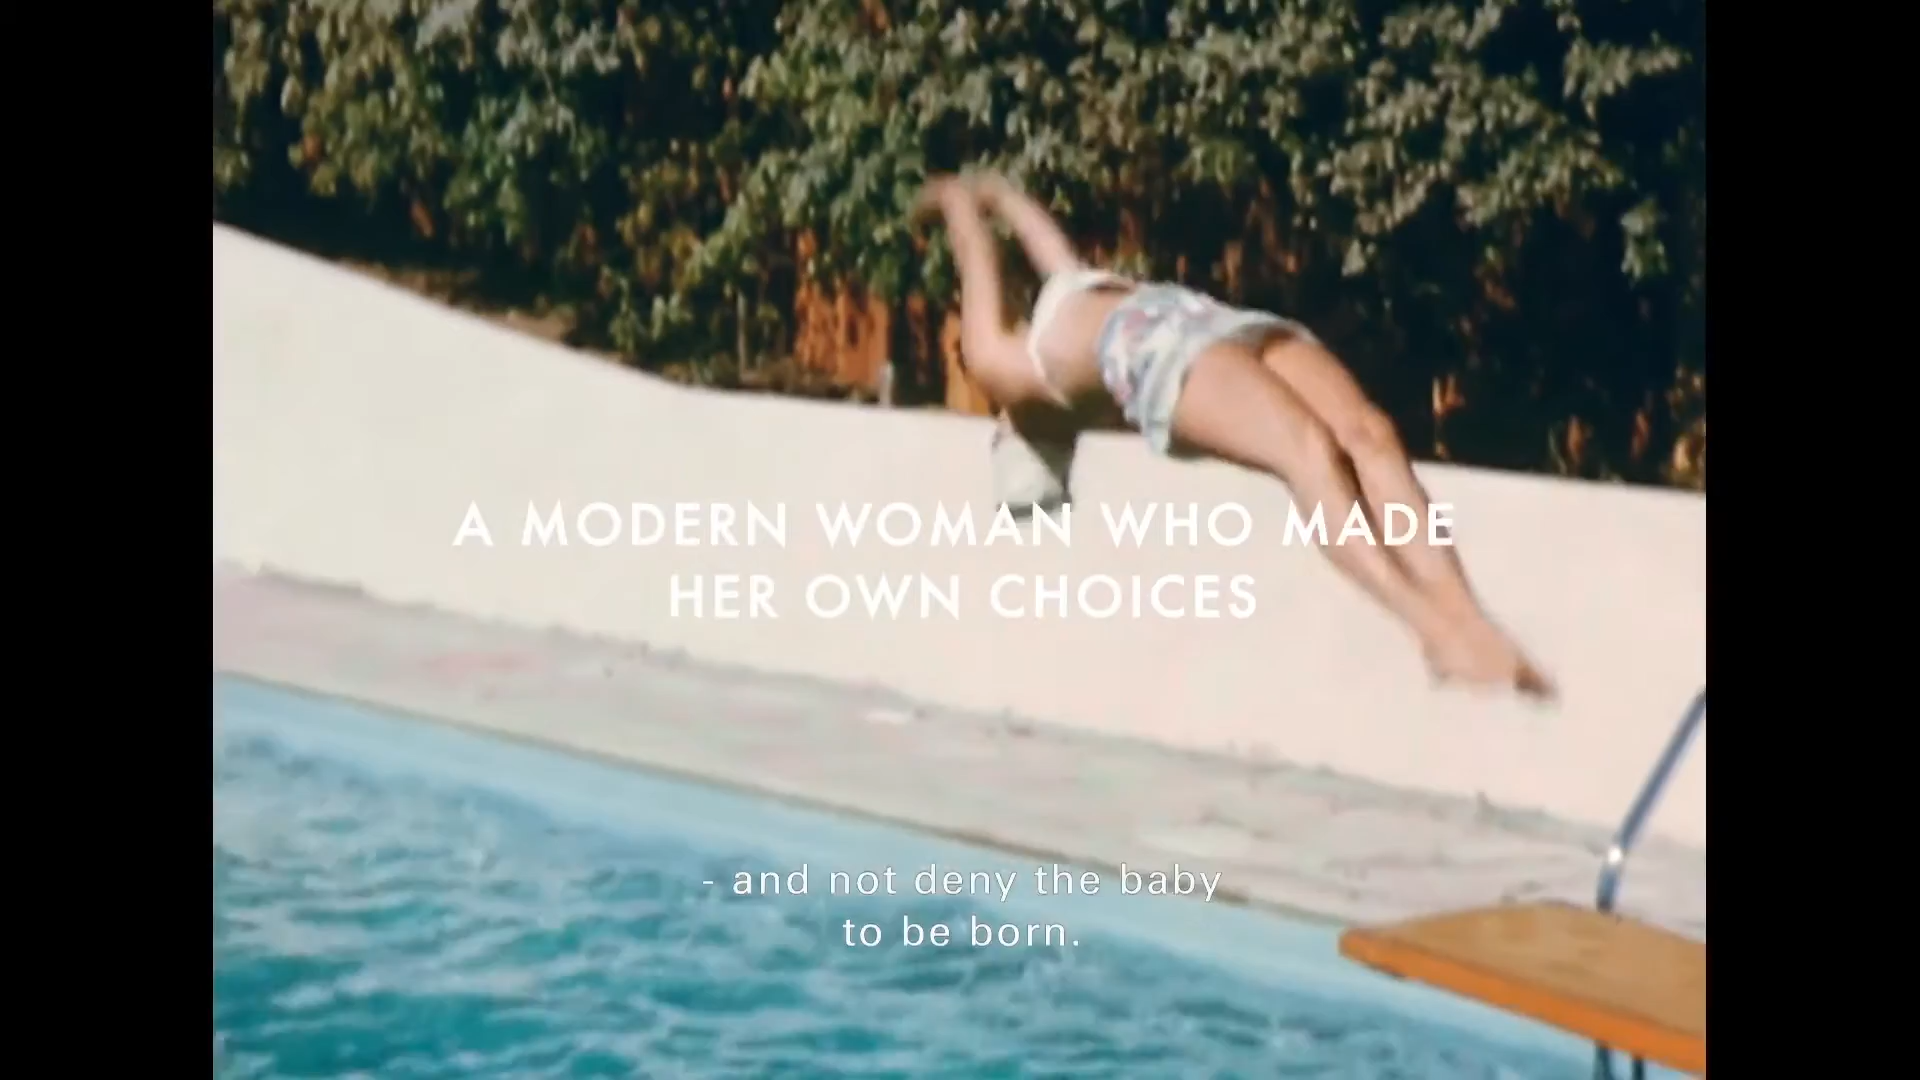 A MODERN WOMAN WHO MADE
HER OWN CHOICES
- and not deny the baby
to be born.